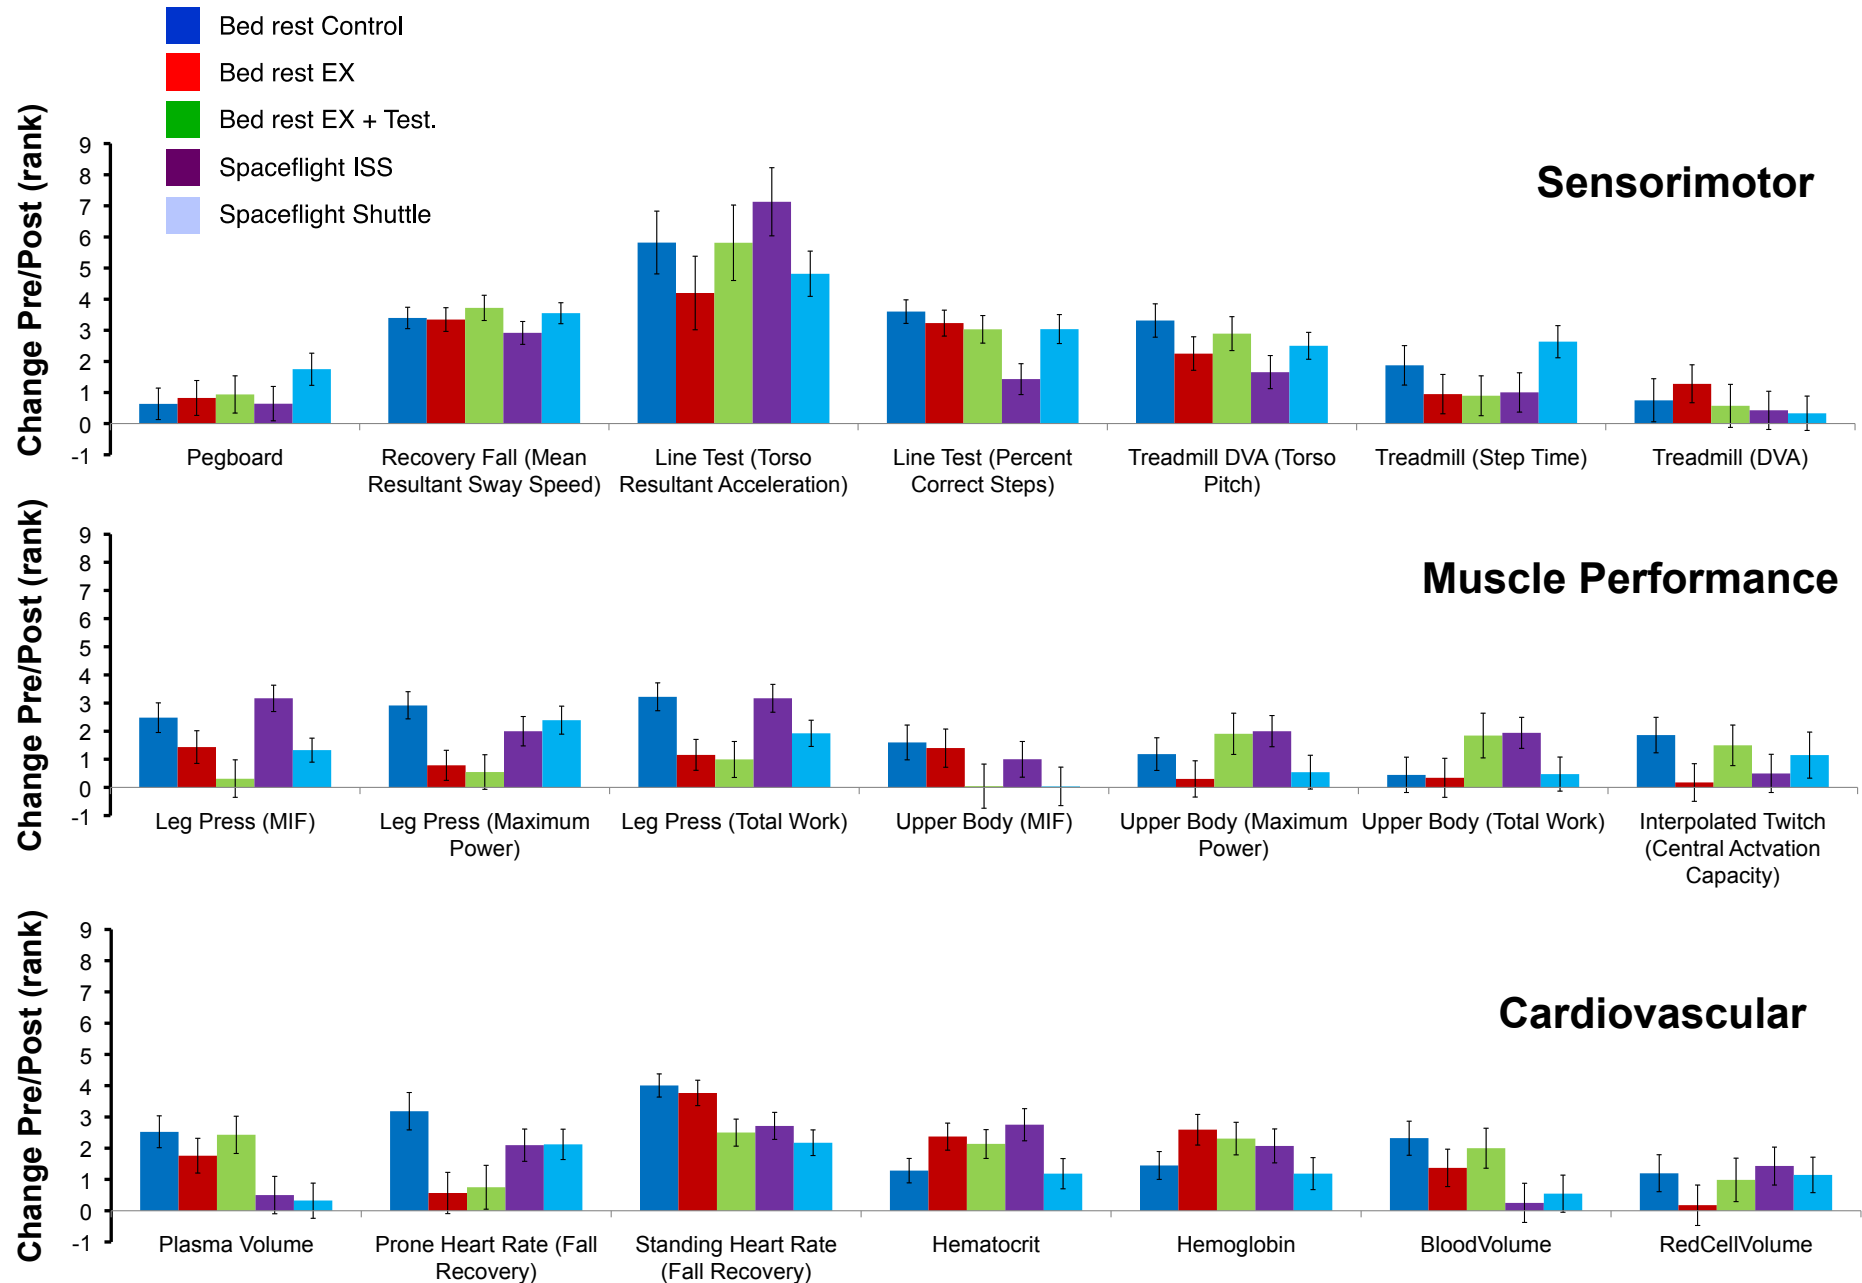 Bed rest Control
Bed rest EX
Bed rest EX + Test.
Spaceflight ISS
Spaceflight Shuttle
Change Pre/Post (rank)
9
8
7
6
5
4
3
2
1
0
-1
Sensorimotor
Pegboard
Recovery Fall (Mean
Resultant Sway Speed)
Line Test (Torso
Resultant Acceleration)
Line Test (Percent
Correct Steps)
Treadmill DVA (Torso
Pitch)
Treadmill (Step Time)
Treadmill (DVA)
Change Pre/Post (rank)
9
8
7
6
5
4
3
2
1
0
-1
Muscle Performance
Leg Press (MIF)
Leg Press (Maximum
Power)
Leg Press (Total Work)
Upper Body (MIF)
Upper Body (Maximum
Power)
Upper Body (Total Work)
Interpolated Twitch
(Central Actvation
Capacity)
Change Pre/Post (rank)
9
8
7
6
5
4
3
2
1
0
-1
Cardiovascular
Plasma Volume
Prone Heart Rate (Fall
Recovery)
Standing Heart Rate
(Fall Recovery)
Hematocrit
Hemoglobin
BloodVolume
RedCellVolume